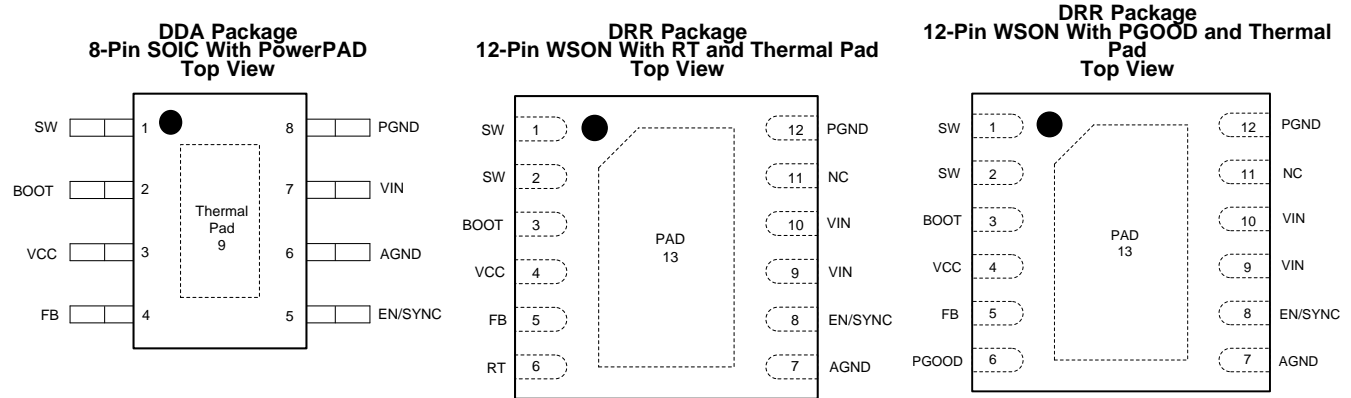 DDA Package
8-Pin SOIC With PowerPAD
Top View
SW 1
BOOT 2
VCC 3
FB 4
Thermal
Pad
9
8 PGND
7 VIN
6 AGND
5 EN/SYNC
DRR Package
12-Pin WSON With RT and Thermal Pad
Top View
SW 1
SW 2
BOOT 3
VCC 4
FB 5
RT 6
PAD
13
12 PGND
11 NC
10 VIN
9 VIN
8 EN/SYNC
7 AGND
DRR Package
12-Pin WSON With PGOOD and Thermal
Pad
Top View
SW 1
SW 2
BOOT 3
VCC 4
FB 5
PGOOD 6
PAD
13
12 PGND
11 NC
10 VIN
9 VIN
8 EN/SYNC
7 AGND